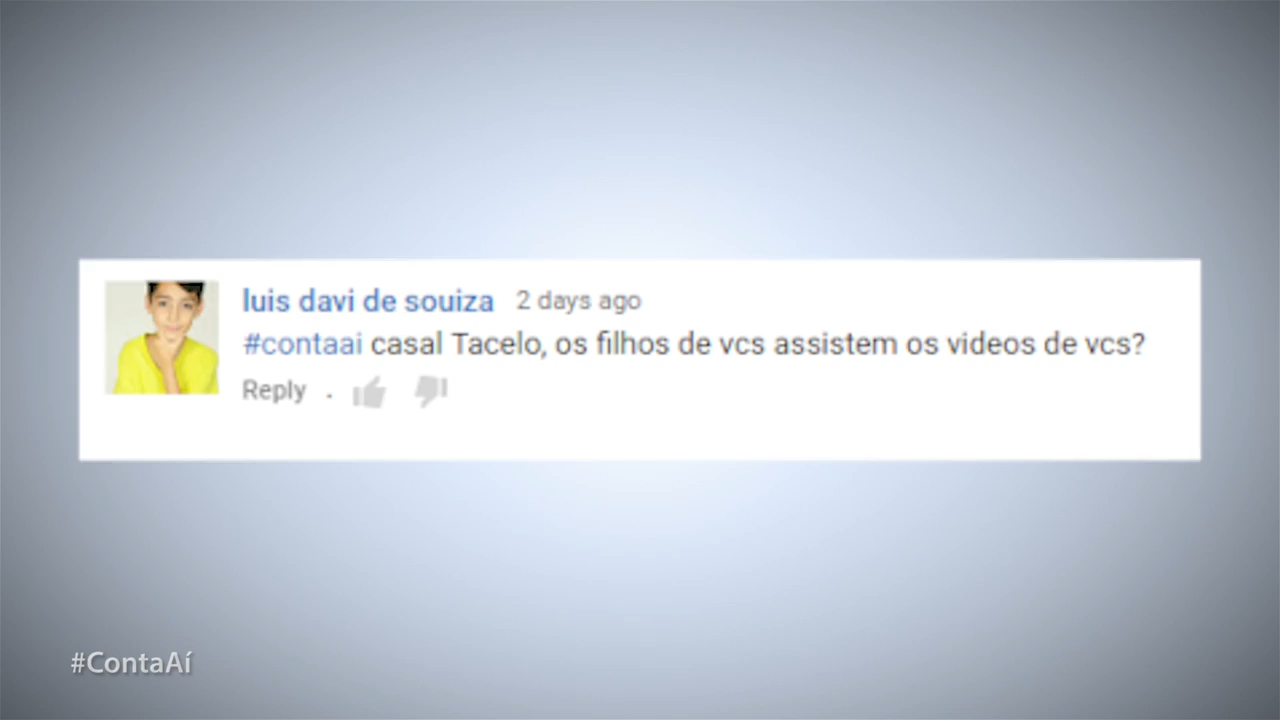 luis davi de souiza 2 days ago
#contaai casal Tacelo, os filhos de vcs assistem os videos de vcs?
Reply .
#ContaAí